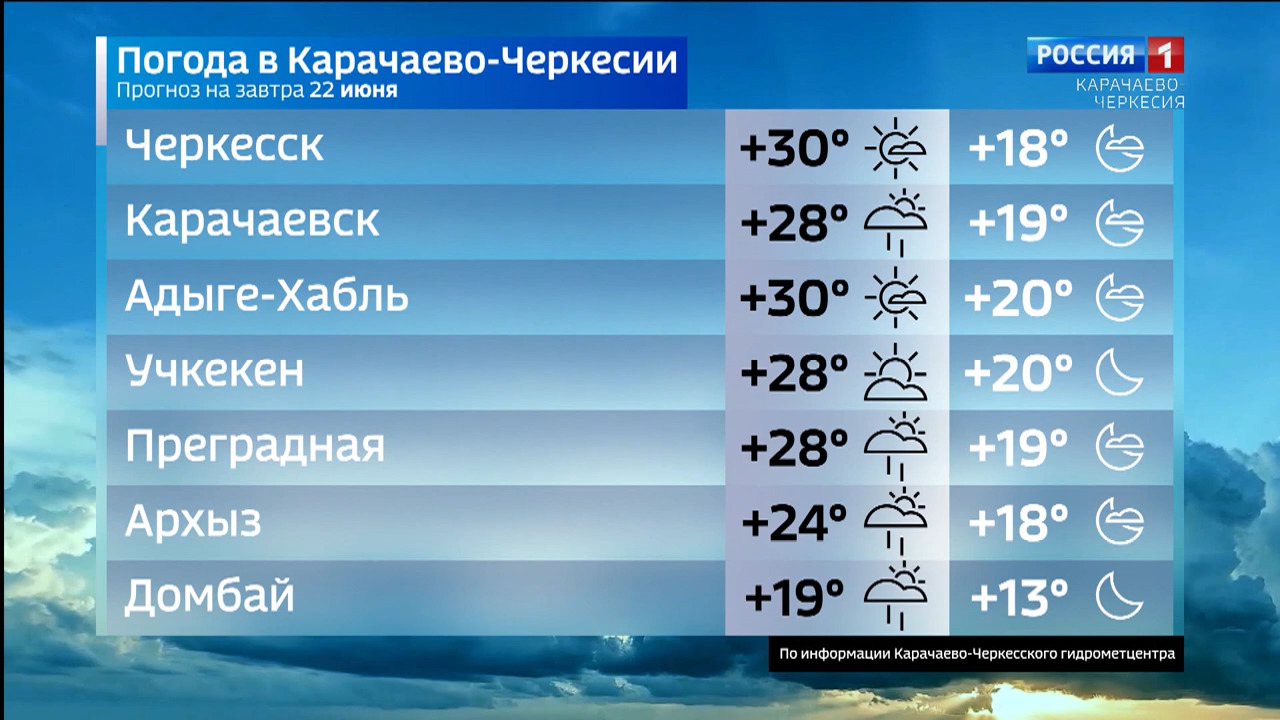 Погода в Карачаево-Черкесии
Прогноз на завтра 22 июня
РОССИЯ 1
КАРАЧАЕВО-
ЧЕРКЕСИЯ
Черкесск +30° +18°
Карачаевск +28° +19°
Адыге-Хабль +30° +20°
Учкекен +28° +20°
Преградная +28° +19°
Архыз +24° +18°
Домбай +19° +13°
По информации Карачаево-Черкесского гидрометцентра